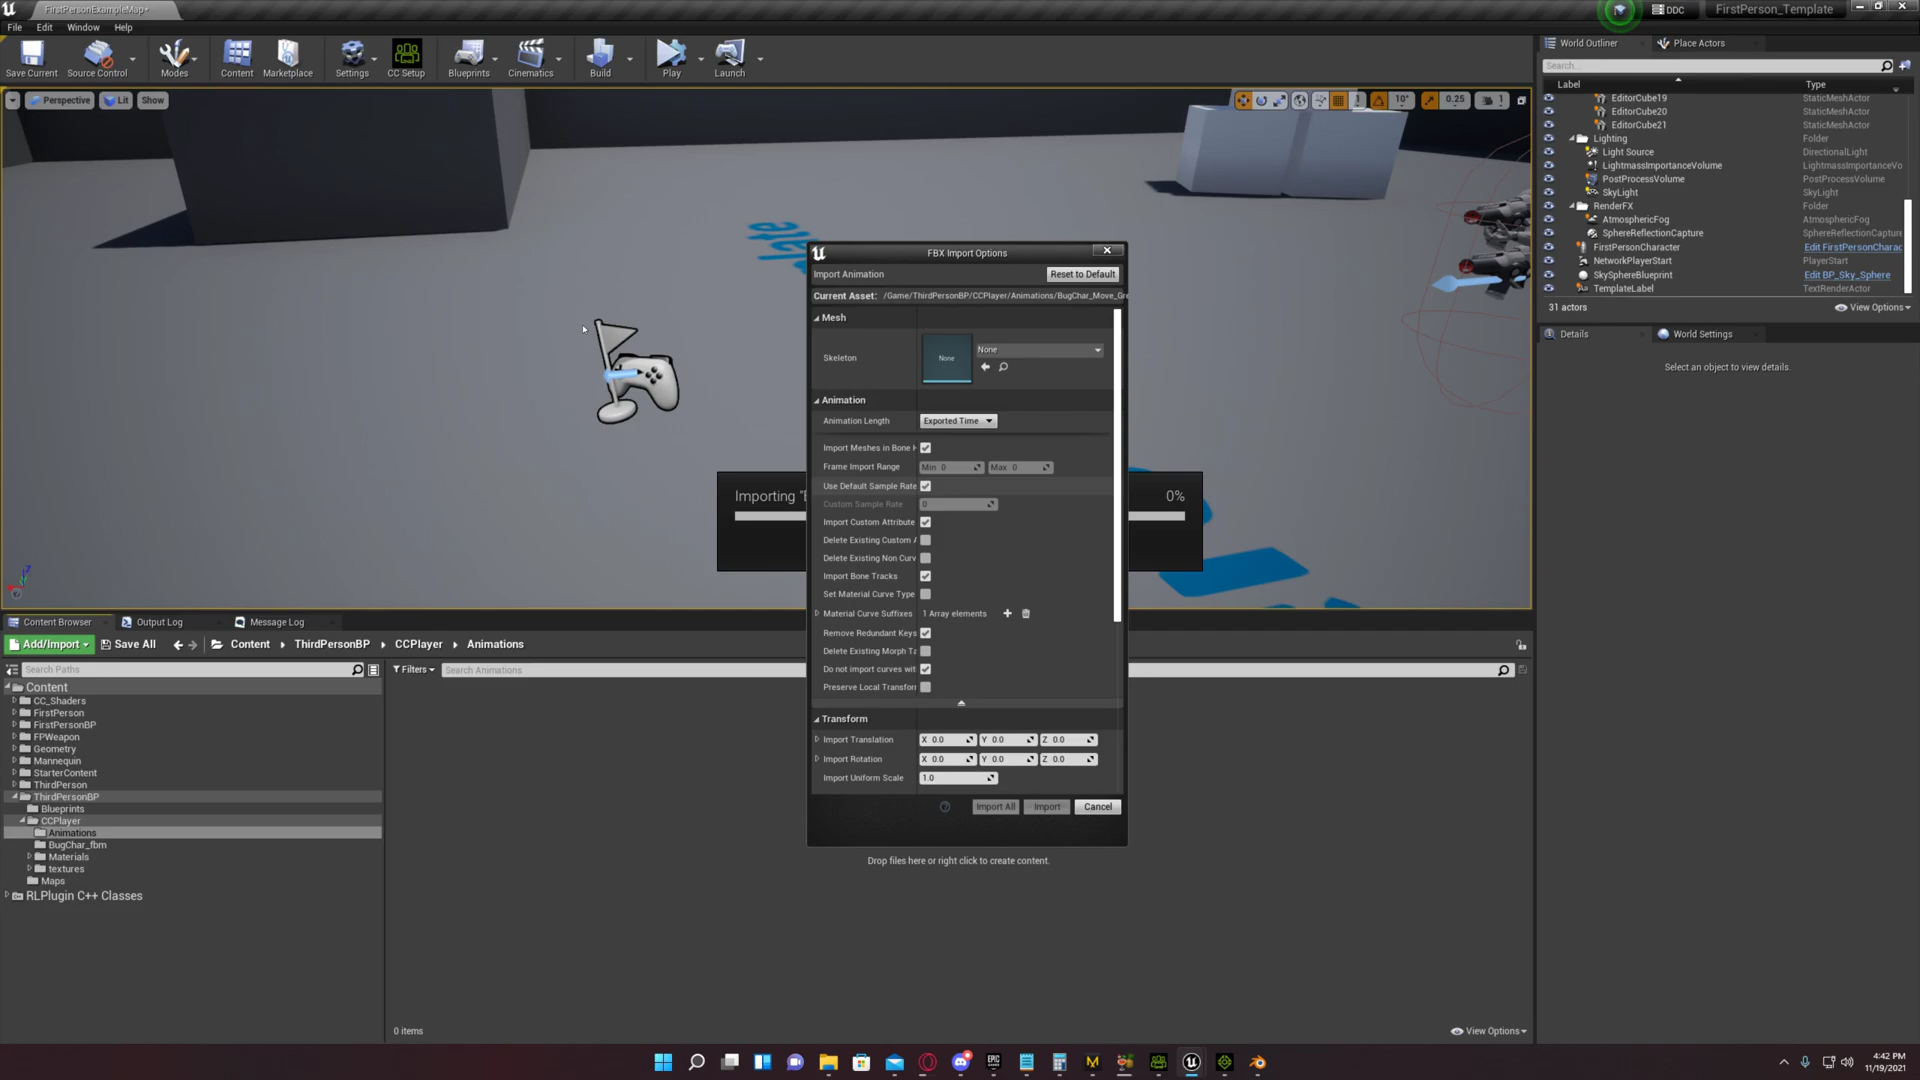 FirstPersonExampleMap*
DDC
FirstPerson_Template
File Edit Window Help
Save Current Source Control Modes Content Marketplace Settings CC Setup Blueprints Cinematics Build Play Launch
Perspective Lit Show
1 10° 0.25 1
World Outliner Place Actors
Search...
Label Type
EditorCube19 StaticMeshActor
EditorCube20 StaticMeshActor
EditorCube21 StaticMeshActor
Lighting Folder
Light Source DirectionalLight
LightmassImportanceVolume LightmassImportanceVo
PostProcessVolume PostProcessVolume
SkyLight SkyLight
RenderFX Folder
AtmosphericFog AtmosphericFog
SphereReflectionCapture SphereReflectionCapture
FirstPersonCharacter Edit FirstPersonCharac
NetworkPlayerStart PlayerStart
SkySphereBlueprint Edit BP_Sky_Sphere
TemplateLabel TextRenderActor
31 actors View Options
Details World Settings
Select an object to view details.
Importing "
0%
FBX Import Options
Import Animation Reset to Default
Current Asset: /Game/ThirdPersonBP/CCPlayer/Animations/BugChar_Move_Gre
Mesh
Skeleton None None
Animation
Animation Length Exported Time
Import Meshes in Bone H
Frame Import Range Min 0 Max 0
Use Default Sample Rate
Custom Sample Rate 0
Import Custom Attribute
Delete Existing Custom A
Delete Existing Non Curv
Import Bone Tracks
Set Material Curve Type
Material Curve Suffixes 1 Array elements
Remove Redundant Keys
Delete Existing Morph Ta
Do not import curves wit
Preserve Local Transform
Transform
Import Translation X 0.0 Y 0.0 Z 0.0
Import Rotation X 0.0 Y 0.0 Z 0.0
Import Uniform Scale 1.0
Import All Import Cancel
Content Browser Output Log Message Log
Add/Import Save All Content ThirdPersonBP CCPlayer Animations
Search Paths Filters Search Animations
Content
CC_Shaders
FirstPerson
FirstPersonBP
FPWeapon
Geometry
Mannequin
StarterContent
ThirdPerson
ThirdPersonBP
Blueprints
CCPlayer
Animations
BugChar_fbm
Materials
textures
Maps
RLPlugin C++ Classes
Drop files here or right click to create content.
0 items View Options
4:42 PM
11/19/2021